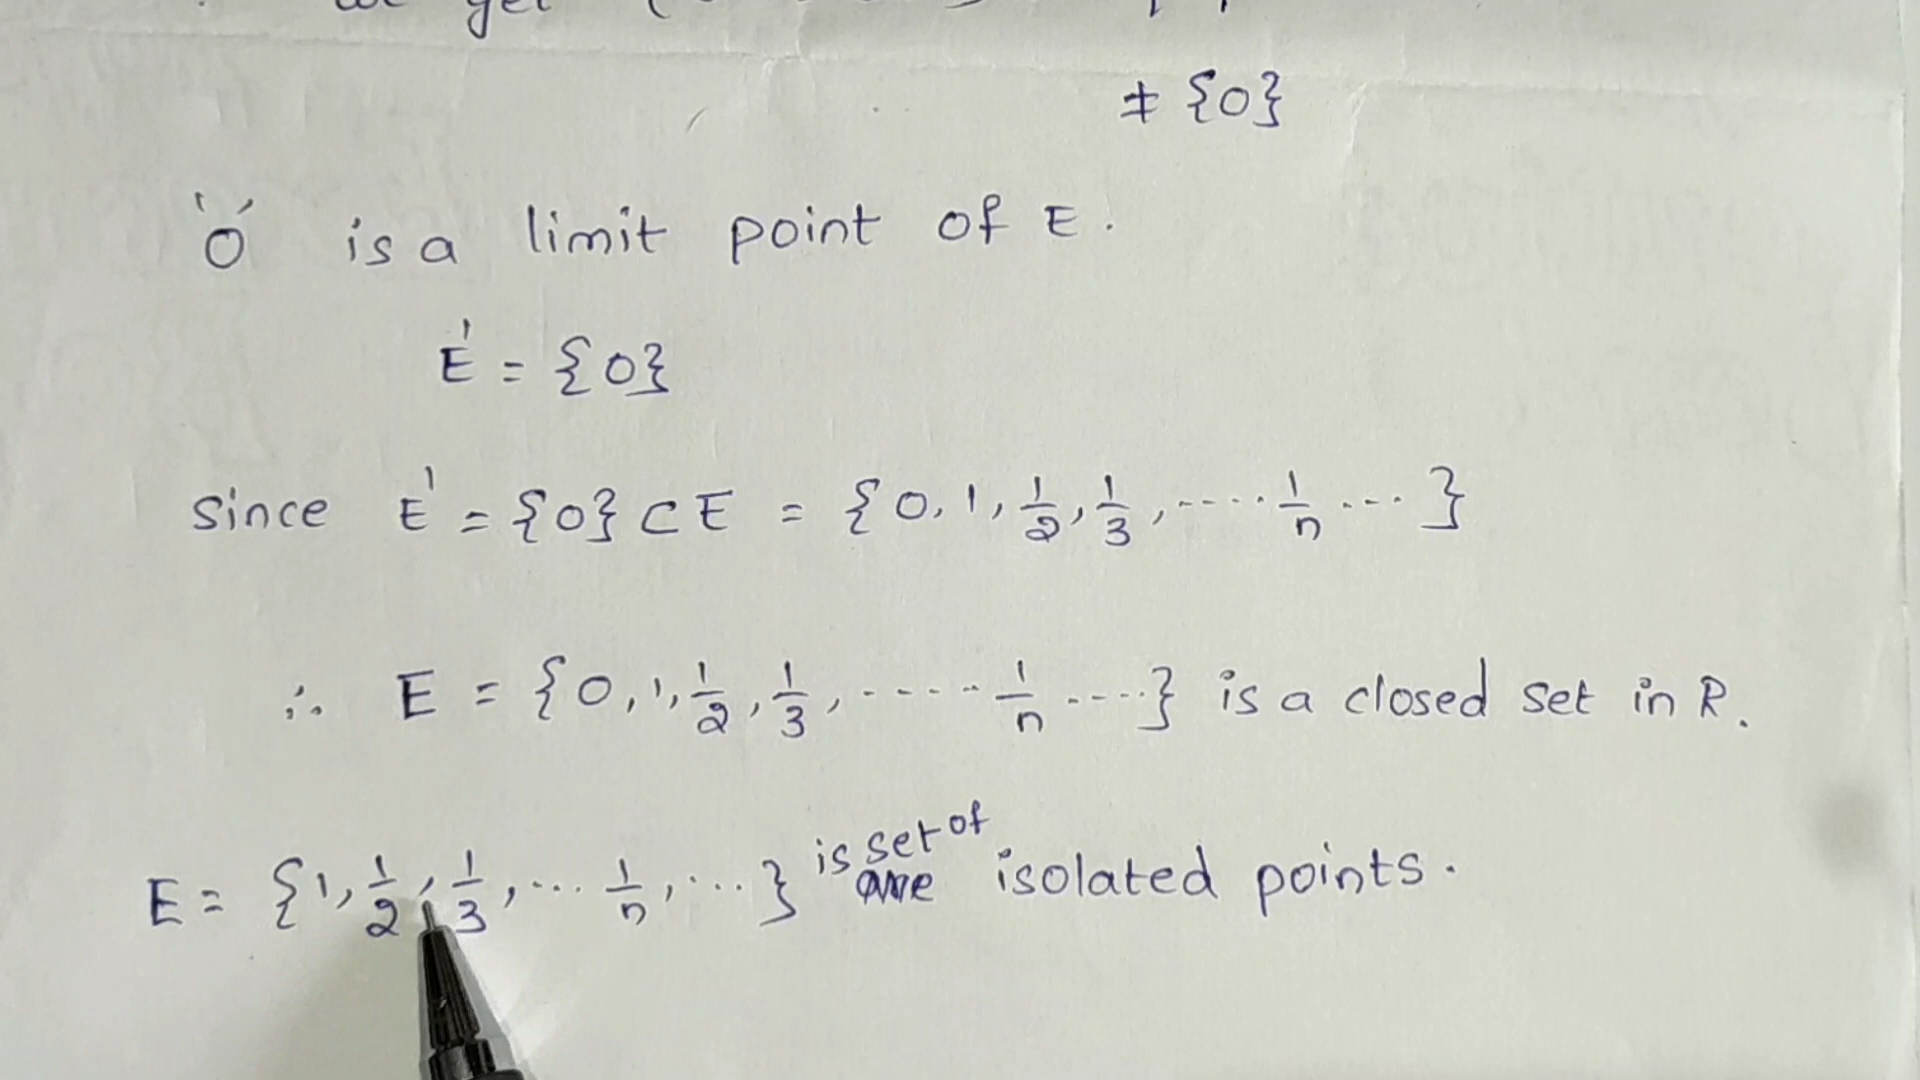 we get
≠ {0}
'0' is a limit point of E.
E' = {0}
since E' = {0} ⊂ E = {0, 1, 1/2, 1/3, ..... 1/n ... }
∴ E = {0, 1, 1/2, 1/3, ..... 1/n ....} is a closed set in R.
E = {1, 1/2, 1/3, ... 1/n, ... } is set of isolated points.